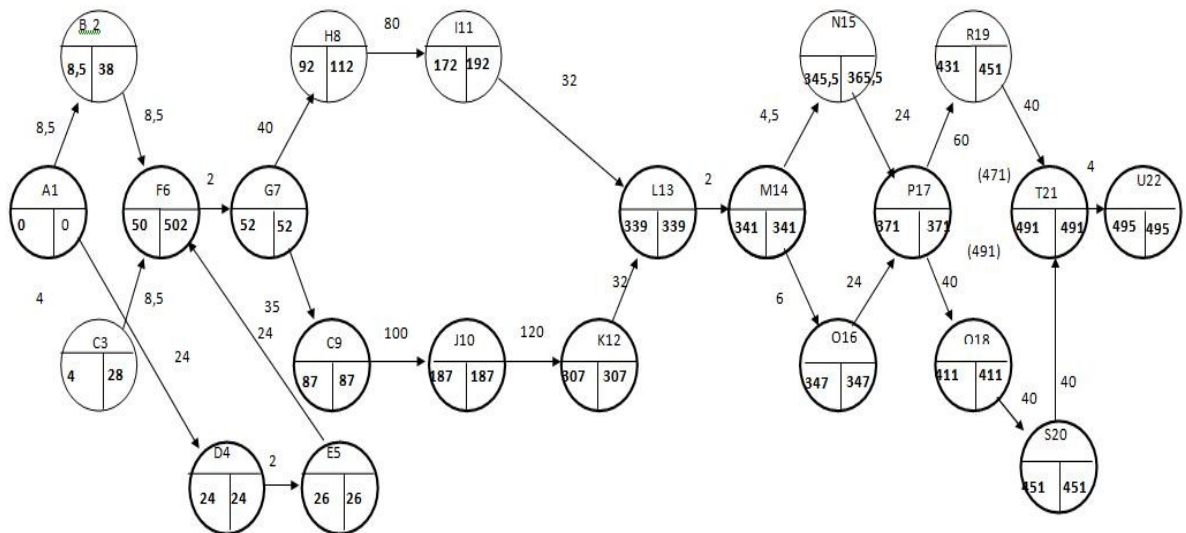 B_2
8,5 38
8,5
8,5
A1
0 0
4
C3
4 28
8,5
24
D4
24 24
2
E5
26 26
24
F6
50 502
2
G7
52 52
40
H8
92 112
80
I11
172 192
32
35
C9
87 87
100
J10
187 187
120
K12
307 307
32
L13
339 339
2
M14
341 341
4,5
N15
345,5 365,5
24
6
O16
347 347
24
P17
371 371
60
R19
431 451
40
40
O18
411 411
40
S20
451 451
40
(471)
(491)
T21
491 491
4
U22
495 495